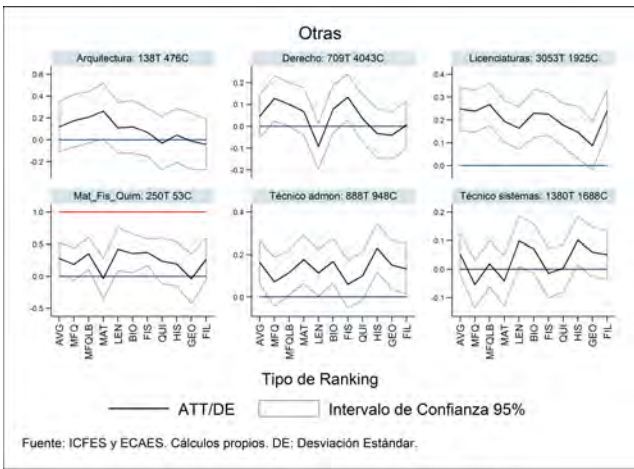 Otras
Arquitectura: 138T 476C
Derecho: 709T 4043C
Licenciaturas: 3053T 1925C
0.6
0.4
0.2
0.0
-0.2
0.2
0.1
0.0
-0.1
-0.2
0.4
0.3
0.2
0.1
0.0
Mat_Fis_Quim: 250T 53C
Técnico admon: 888T 948C
Técnico sistemas: 1380T 1688C
1.0
0.5
0.0
-0.5
0.4
0.2
0.0
0.2
0.1
0.0
-0.1
AVG MFQ MFQLB MAT LEN BIO FIS QUI HIS GEO FIL
AVG MFQ MFQLB MAT LEN BIO FIS QUI HIS GEO FIL
AVG MFQ MFQLB MAT LEN BIO FIS QUI HIS GEO FIL
Tipo de Ranking
ATT/DE
Intervalo de Confianza 95%
Fuente: ICFES y ECAES. Cálculos propios. DE: Desviación Estándar.